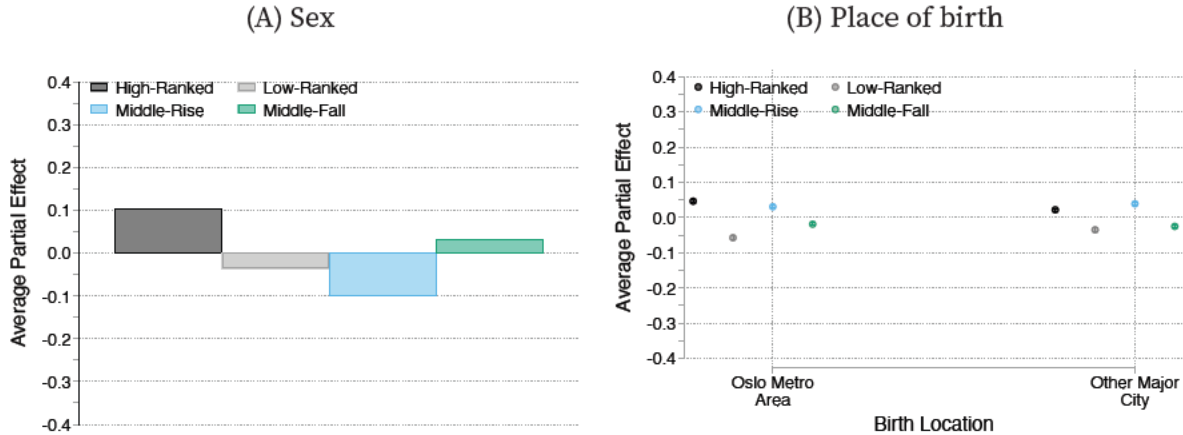 (A) Sex
High-Ranked Low-Ranked
Middle-Rise Middle-Fall
0.4
0.3
0.2
0.1
0.0
-0.1
-0.2
-0.3
-0.4
Average Partial Effect
(B) Place of birth
High-Ranked Low-Ranked
Middle-Rise Middle-Fall
0.4
0.3
0.2
0.1
0.0
-0.1
-0.2
-0.3
-0.4
Average Partial Effect
Oslo Metro
Area
Other Major
City
Birth Location